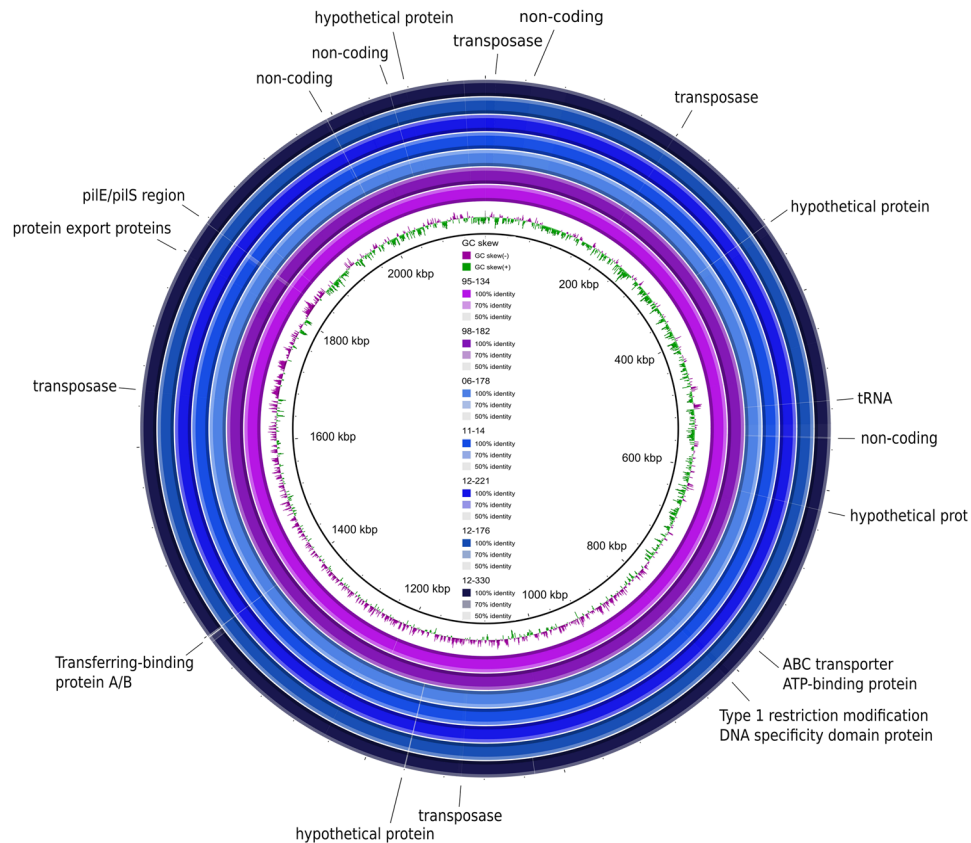 hypothetical protein
non-coding
transposase
non-coding
non-coding
transposase
pilE/pilS region
hypothetical protein
protein export proteins
GC skew
GC skew(-)
GC skew(+)
2000 kbp
200 kbp
95-134
100% identity
70% identity
50% identity
1800 kbp
98-182
100% identity
70% identity
50% identity
400 kbp
transposase
06-178
100% identity
70% identity
50% identity
tRNA
1600 kbp
11-14
100% identity
70% identity
50% identity
non-coding
600 kbp
12-221
100% identity
70% identity
50% identity
hypothetical prot
1400 kbp
12-176
100% identity
70% identity
50% identity
800 kbp
1200 kbp
12-330
100% identity
70% identity
50% identity
1000 kbp
Transferring-binding
protein A/B
ABC transporter
ATP-binding protein
Type 1 restriction modification
DNA specificity domain protein
transposase
hypothetical protein